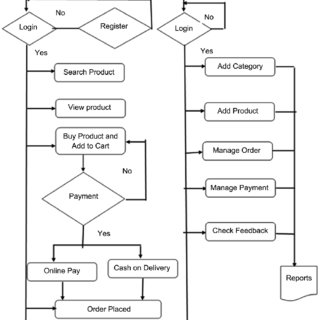 No
Login
Register
Yes
Search Product
View product
Buy Product and
Add to Cart
No
Payment
Yes
Online Pay
Cash on Delivery
Order Placed
No
Login
Yes
Add Category
Add Product
Manage Order
Manage Payment
Check Feedback
Reports